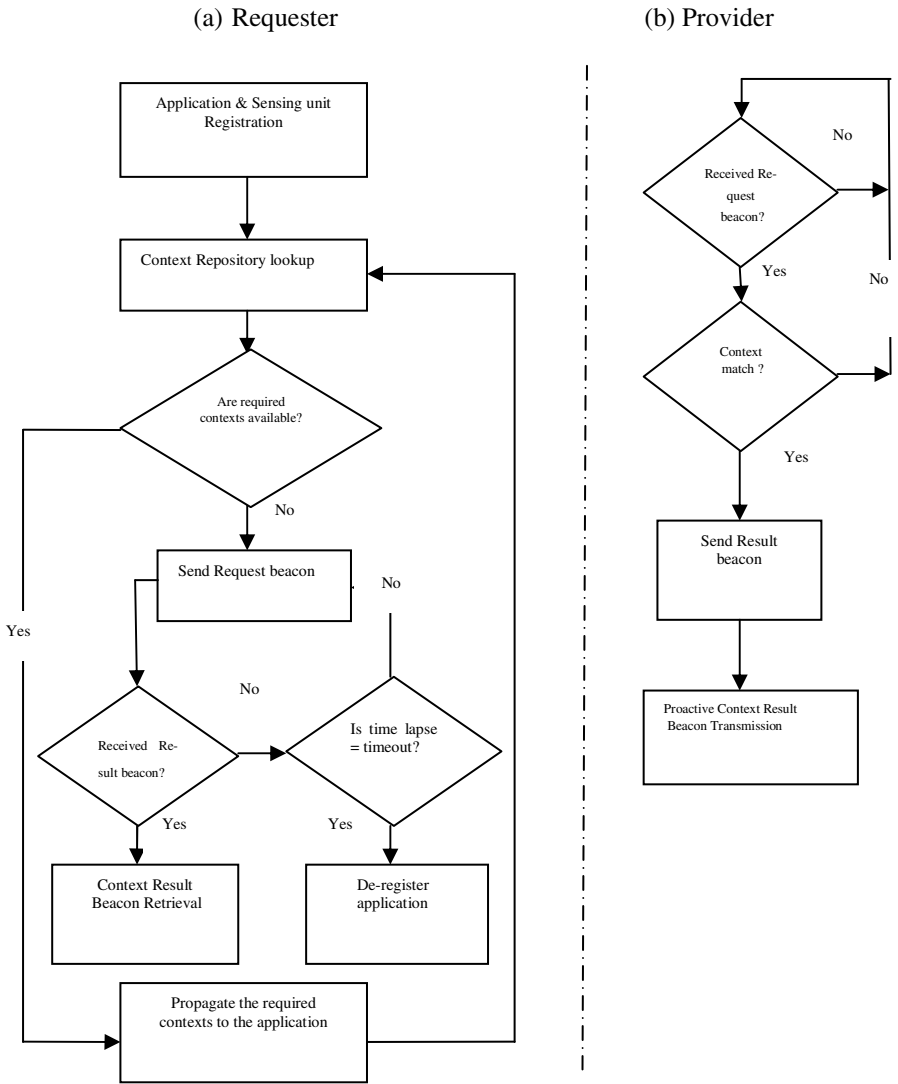 (a) Requester
Application & Sensing unit
Registration
Context Repository lookup
Are required
contexts available?
No
Send Request beacon
No
Yes
No
Received Re-
sult beacon?
Is time lapse
= timeout?
Yes
Yes
Context Result
Beacon Retrieval
De-register
application
Propagate the required
contexts to the application
(b) Provider
No
Received Re-
quest
beacon?
Yes
No
Context
match ?
Yes
Send Result
beacon
Proactive Context Result
Beacon Transmission